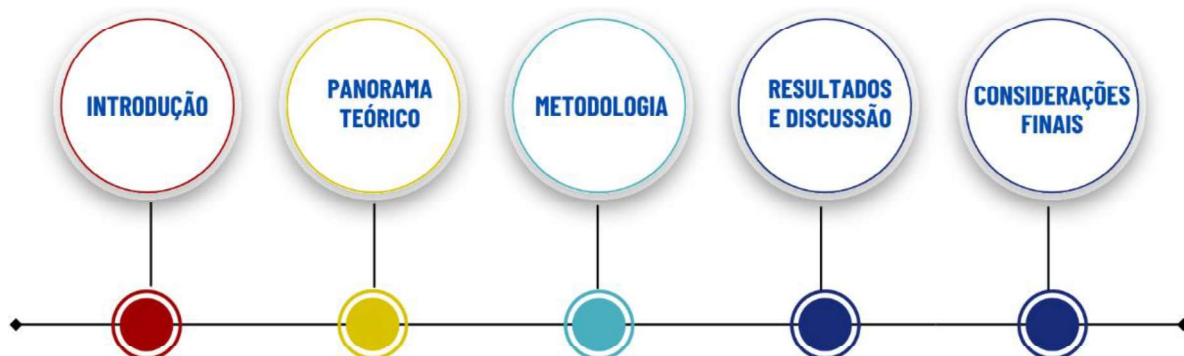 INTRODUÇÃO
PANORAMA
TEÓRICO
METODOLOGIA
RESULTADOS
E DISCUSSÃO
CONSIDERAÇÕES
FINAIS